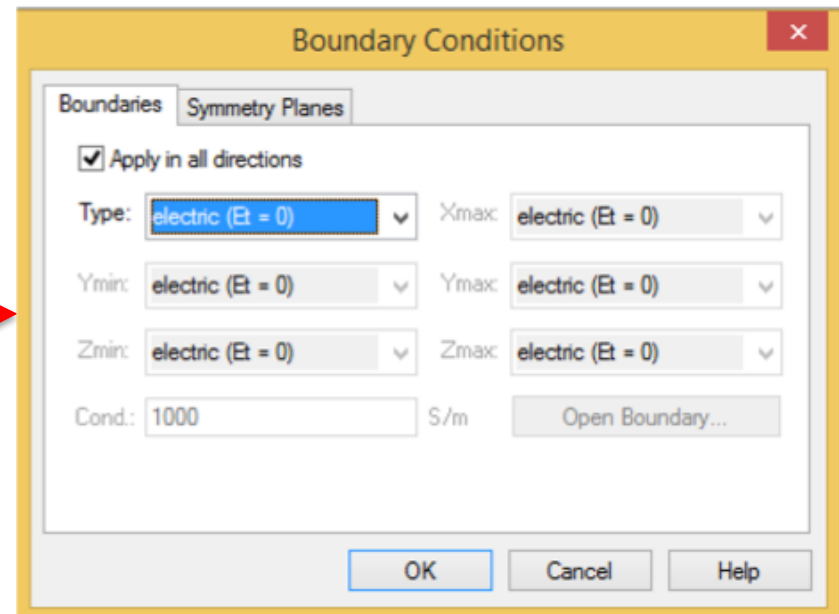 Boundary Conditions
Boundaries Symmetry Planes
Apply in all directions
Type: electric (Et = 0) Xmax: electric (Et = 0)
Ymin: electric (Et = 0) Ymax: electric (Et = 0)
Zmin: electric (Et = 0) Zmax: electric (Et = 0)
Cond.: 1000 S/m Open Boundary...
OK Cancel Help